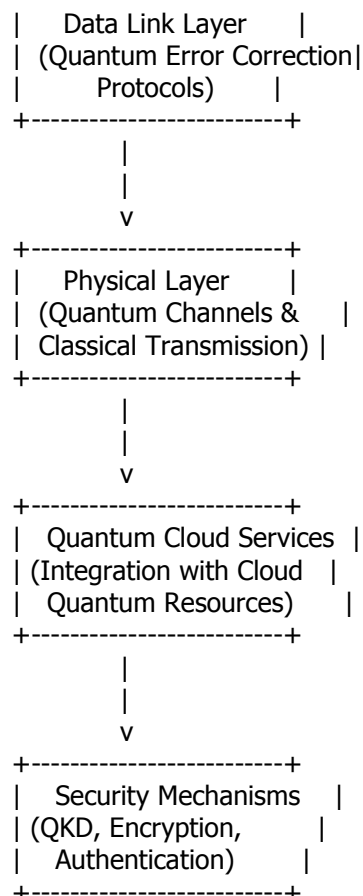 |    Data Link Layer      |
|  (Quantum Error Correction|
|        Protocols)      |
+---------------------------+
|
|
v
+---------------------------+
|    Physical Layer       |
|  (Quantum Channels &    |
|  Classical Transmission) |
+---------------------------+
|
|
v
+---------------------------+
|   Quantum Cloud Services  |
| (Integration with Cloud   |
|   Quantum Resources)      |
+---------------------------+
|
|
v
+---------------------------+
|   Security Mechanisms    |
| (QKD, Encryption,        |
|   Authentication)       |
+---------------------------+